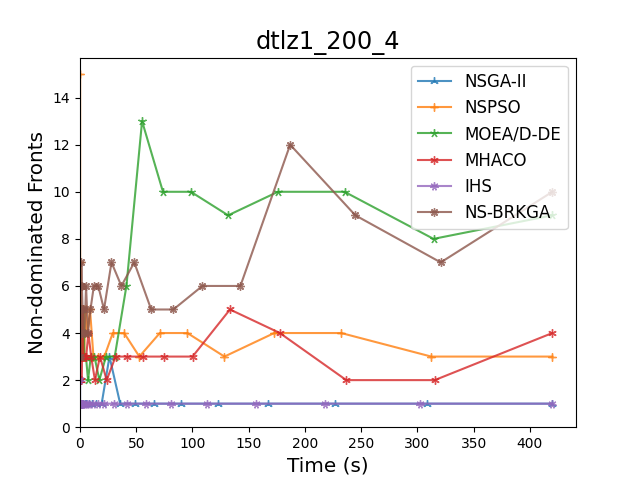 dtlz1_200_4
Non-dominated Fronts
14
12
10
8
6
4
2
0
0 50 100 150 200 250 300 350 400
Time (s)
NSGA-II
NSPSO
MOEA/D-DE
MHACO
IHS
NS-BRKGA